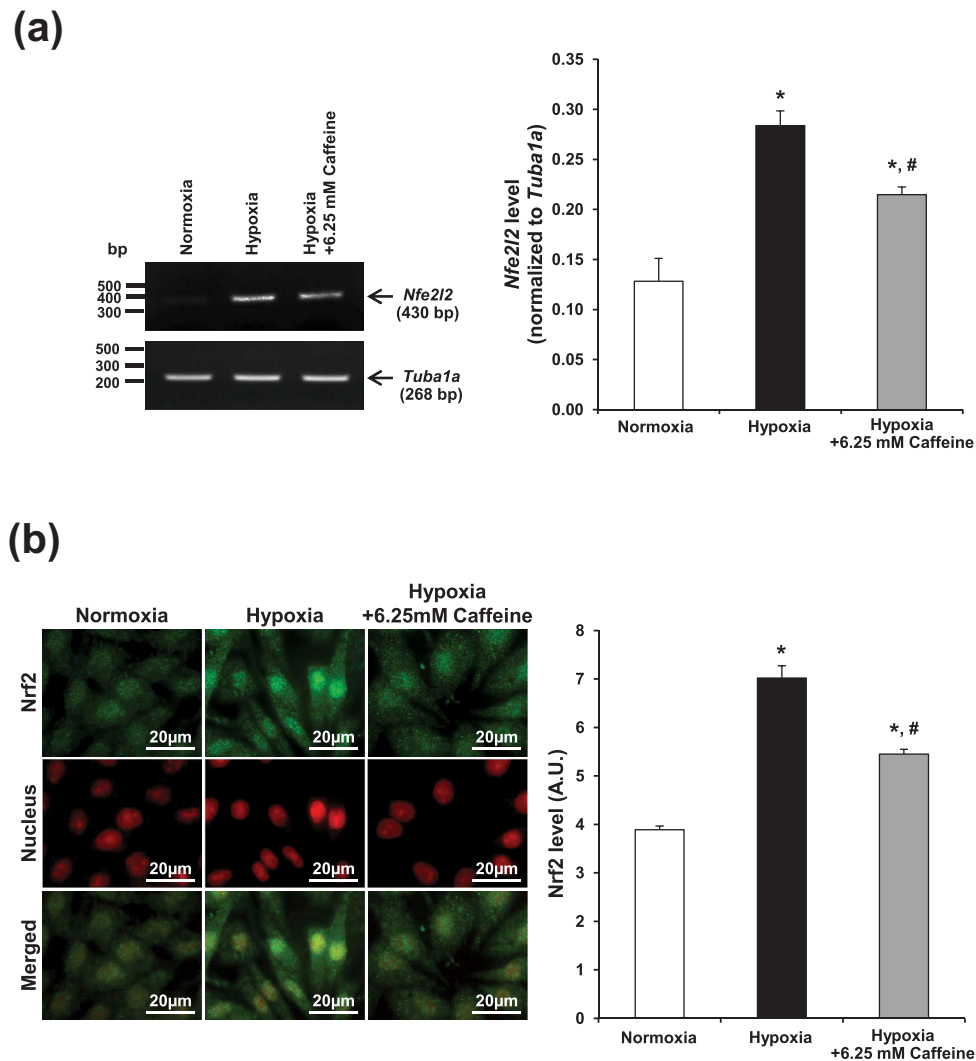 (a)
Normoxia
Hypoxia
Hypoxia
+6.25 mM Caffeine
bp
500
400
300
Nfe2l2
(430 bp)
500
300
200
Tuba1a
(268 bp)
Nfe2l2 level
(normalized to Tuba1a)
0.35
0.30
0.25
0.20
0.15
0.10
0.05
0.00
*
*, #
Normoxia
Hypoxia
Hypoxia
+6.25 mM Caffeine
(b)
Normoxia
Hypoxia
Hypoxia
+6.25mM Caffeine
Nrf2
20µm
20µm
20µm
Nucleus
20µm
20µm
20µm
Merged
20µm
20µm
20µm
Nrf2 level (A.U.)
8
7
6
5
4
3
2
1
0
*
*, #
Normoxia
Hypoxia
Hypoxia
+6.25 mM Caffeine